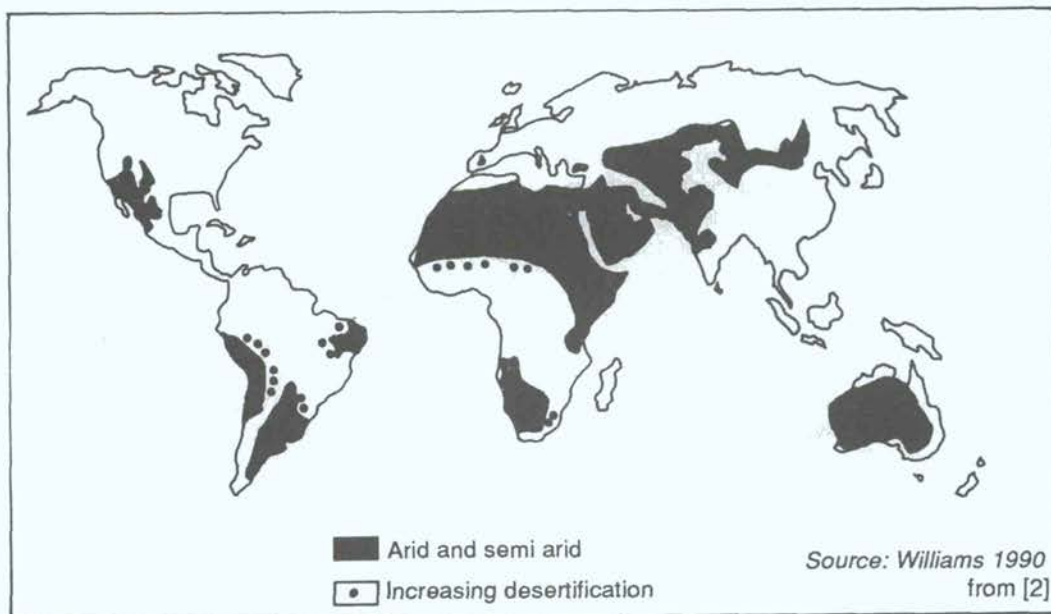 Arid and semi arid
Increasing desertification
Source: Williams 1990
from [2]